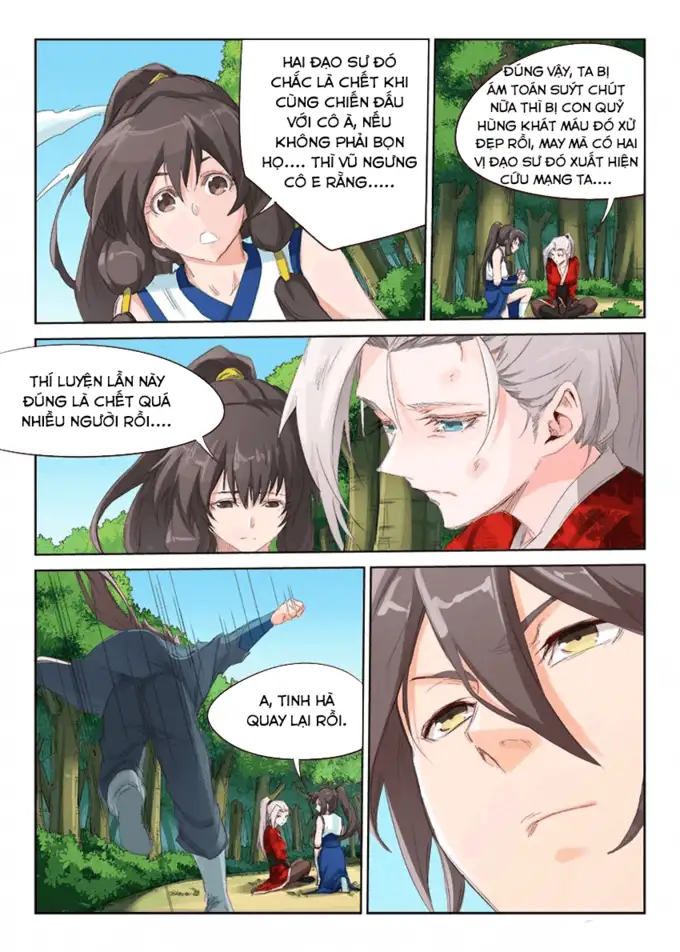 HAI ĐẠO SƯ ĐÓ
CHẮC LÀ CHẾT KHI
CÙNG CHIẾN ĐẤU
VỚI CÔ À, NẾU
KHÔNG PHẢI BỌN
HỌ.... THÌ VŨ NGƯNG
CÔ E RẰNG.....
ĐÚNG VẬY, TA BỊ
ÁM TOÁN SUÝT CHÚT
NỮA THÌ BỊ CON QUỶ
HÙNG KHÁT MÁU ĐÓ XỬ
ĐẸP RỒI, MAY MÀ CÓ HAI
VỊ ĐẠO SƯ ĐÓ XUẤT HIỆN
CỨU MẠNG TA....
THÍ LUYỆN LẦN NÀY
ĐÚNG LÀ CHẾT QUÁ
NHIỀU NGƯỜI RỒI....
A, TINH HÀ
QUAY LẠI RỒI.